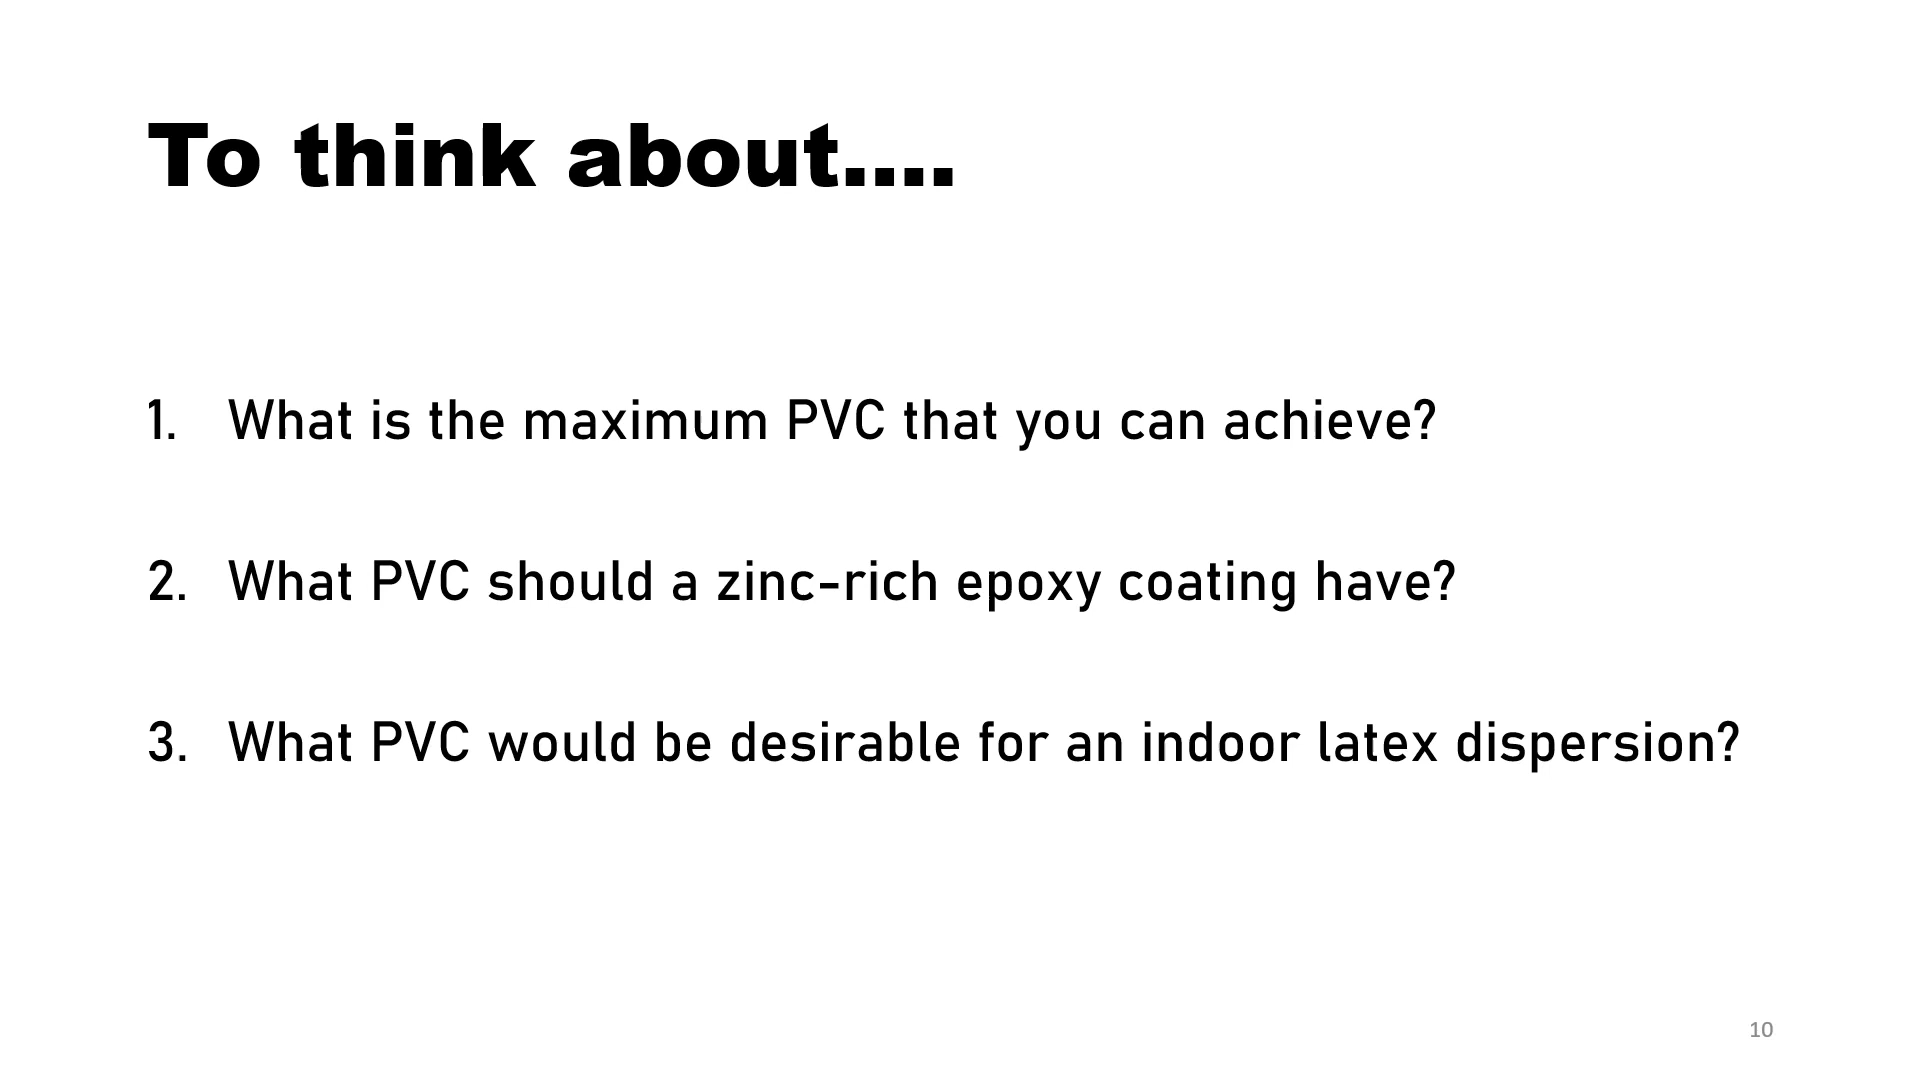 To think about....
1. What is the maximum PVC that you can achieve?
2. What PVC should a zinc-rich epoxy coating have?
3. What PVC would be desirable for an indoor latex dispersion?
10